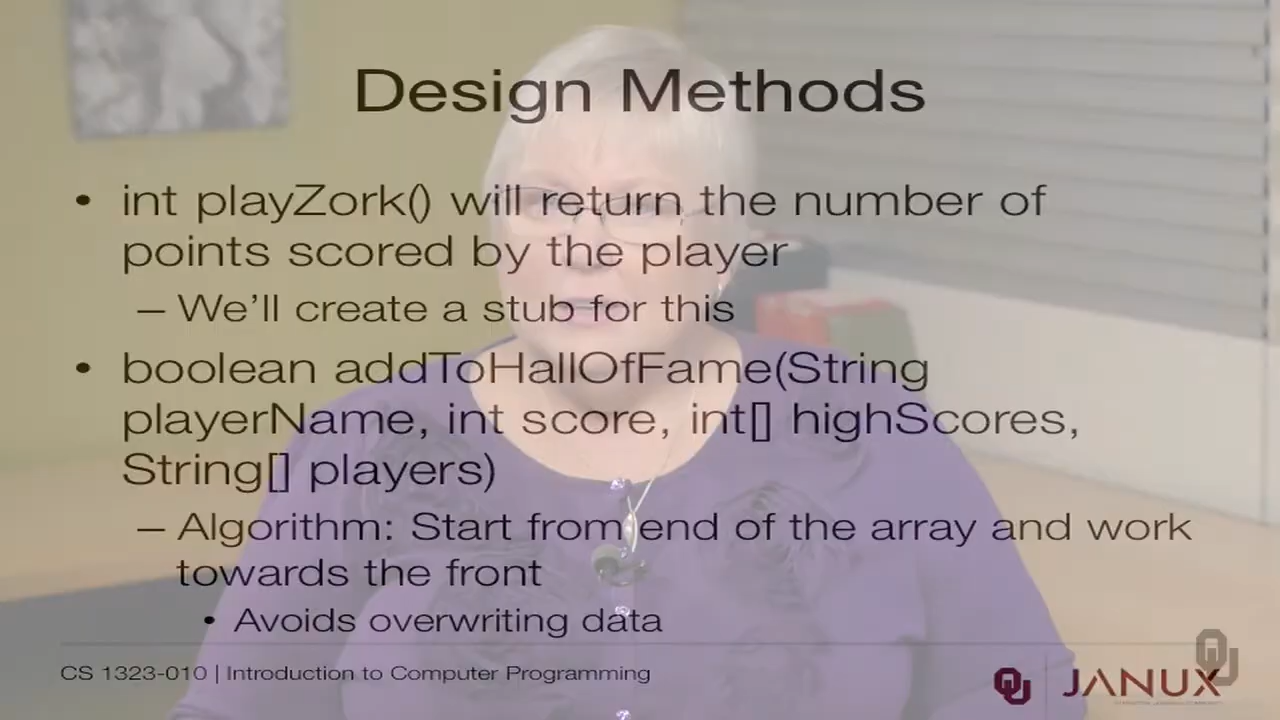 Design Methods
• int playZork() will return the number of
points scored by the player
– We'll create a stub for this
• boolean addToHallOfFame(String
playerName, int score, int[] highScores,
String[] players)
– Algorithm: Start from end of the array and work
towards the front
• Avoids overwriting data
CS 1323-010 | Introduction to Computer Programming
OU JANUX
OU